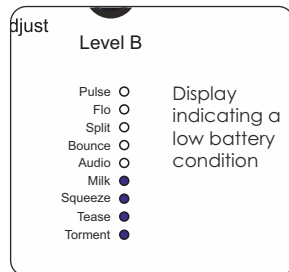 djust
Level B
Pulse
Flo
Split
Bounce
Audio
Milk
Squeeze
Tease
Torment
Display
indicating a
low battery
condition